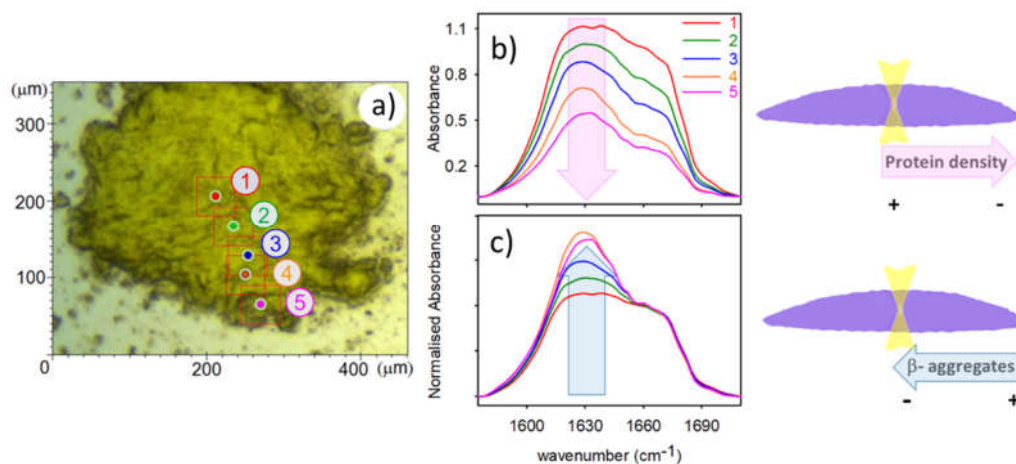 a)
(μm)
300
200
100
200
400
(μm)
1
2
3
4
5
b)
Absorbance
1.1
0.8
0.5
0.2
1
2
3
4
5
c)
Normalised Absorbance
1600
1630
1660
1690
wavenumber (cm⁻¹)
Protein density
+
-
β- aggregates
-
+